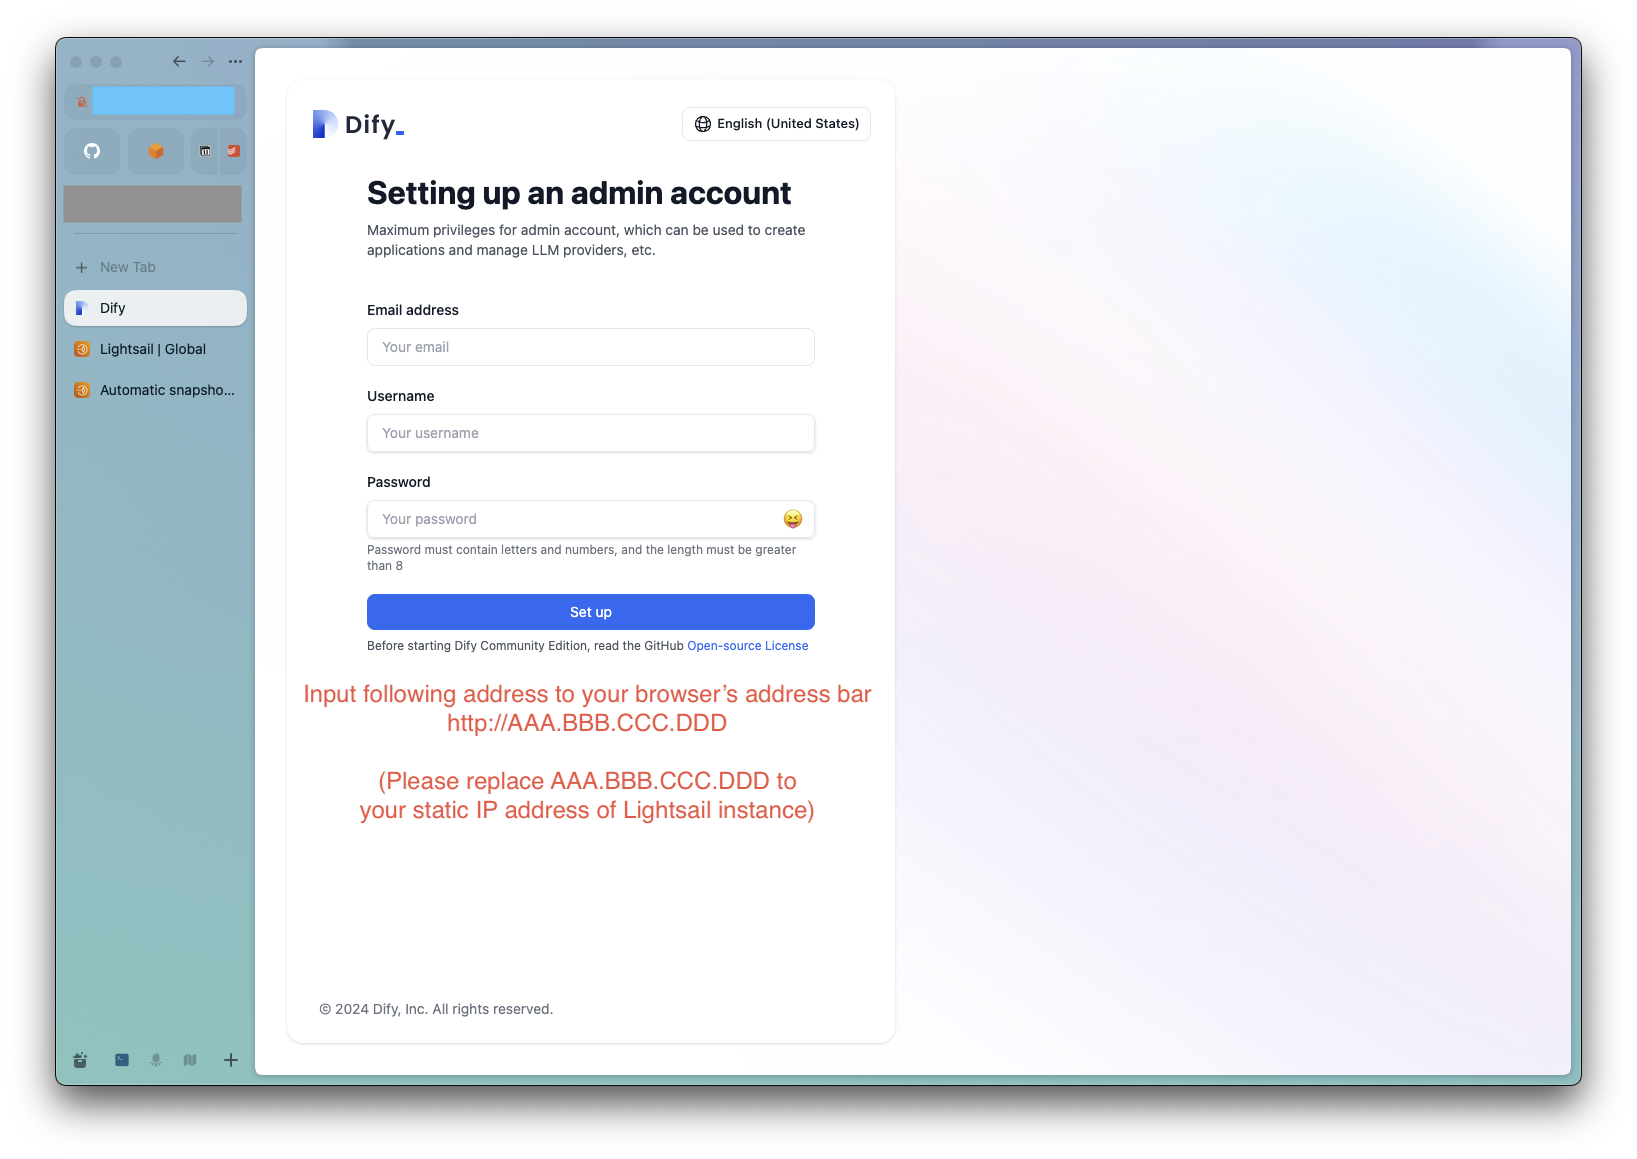 New Tab
Dify
Lightsail | Global
Automatic snapsho...
Dify_
English (United States)
Setting up an admin account
Maximum privileges for admin account, which can be used to create
applications and manage LLM providers, etc.
Email address
Your email
Username
Your username
Password
Your password
Password must contain letters and numbers, and the length must be greater
than 8
Set up
Before starting Dify Community Edition, read the GitHub Open-source License
Input following address to your browser’s address bar
http://AAA.BBB.CCC.DDD
(Please replace AAA.BBB.CCC.DDD to
your static IP address of Lightsail instance)
© 2024 Dify, Inc. All rights reserved.